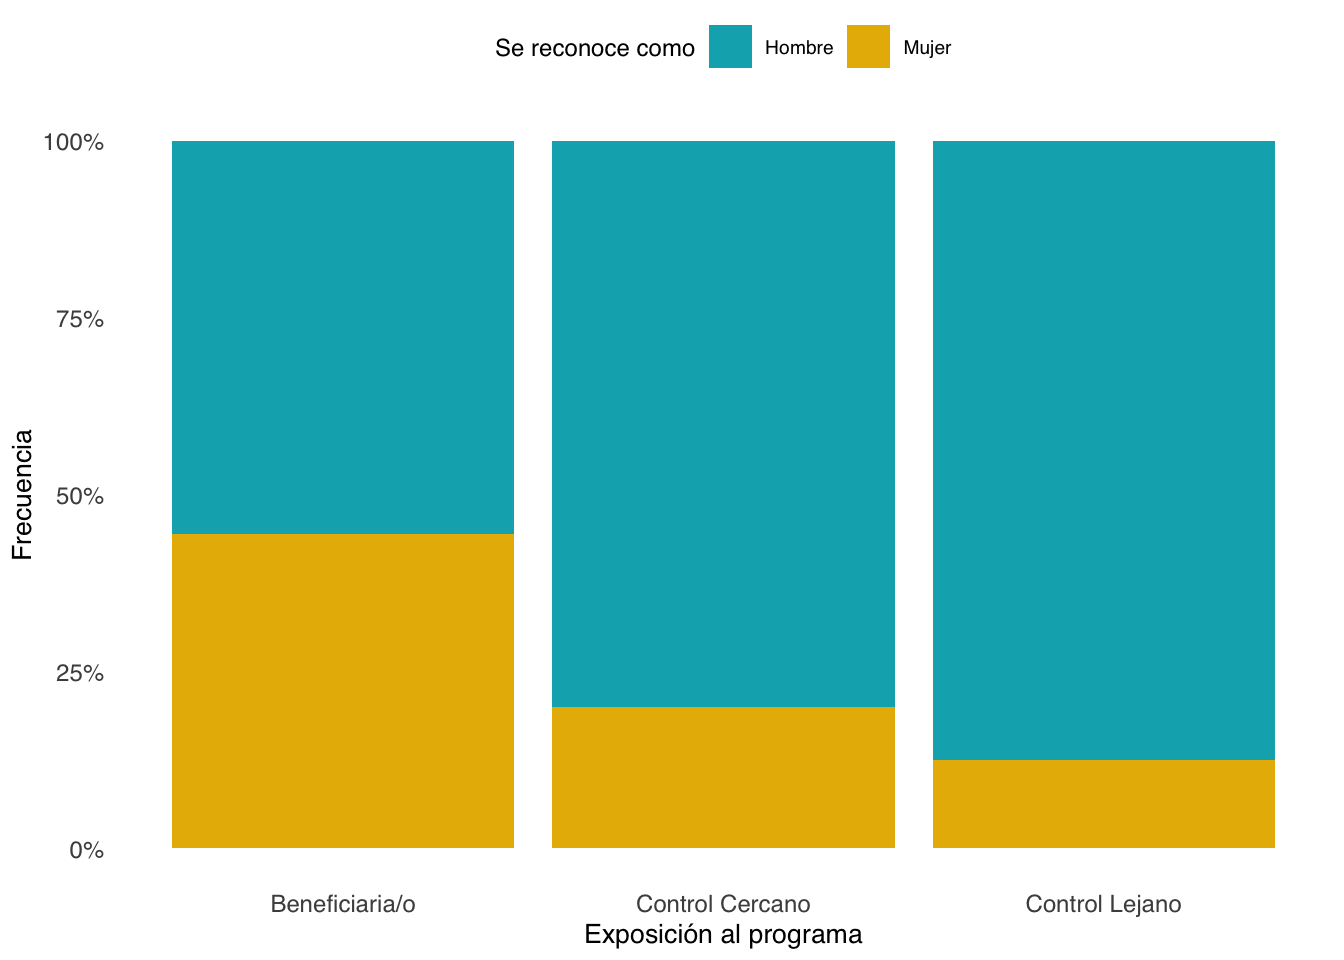 Se reconoce como Hombre Mujer
100%
75%
50%
25%
0%
Frecuencia
Beneficiaria/o Control Cercano Control Lejano
Exposición al programa